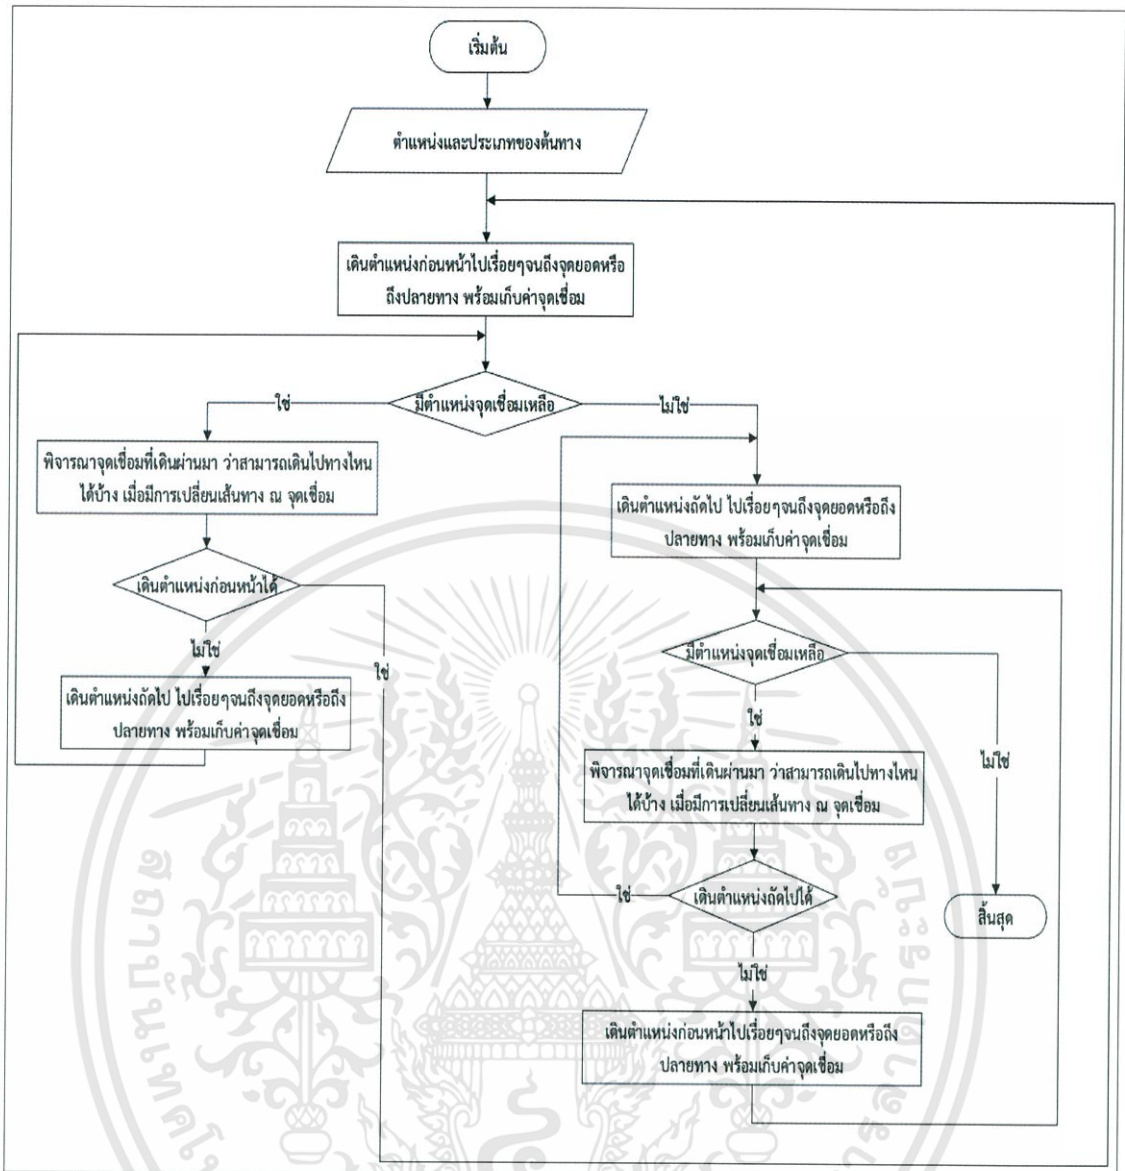 เริ่มต้น
ตำแหน่งและประเภทของต้นทาง
เดินตำแหน่งก่อนหน้าไปเรื่อยๆจนถึงจุดยอดหรือ
ถึงปลายทาง พร้อมเก็บค่าจุดเชื่อม
มีตำแหน่งจุดเชื่อมเหลือ
ใช่
ไม่ใช่
พิจารณาจุดเชื่อมที่เดินผ่านมา ว่าสามารถเดินไปทางไหน
ได้บ้าง เมื่อมีการเปลี่ยนเส้นทาง ณ จุดเชื่อม
เดินตำแหน่งก่อนหน้าได้
ไม่ใช่
ใช่
เดินตำแหน่งถัดไป ไปเรื่อยๆจนถึงจุดยอดหรือถึง
ปลายทาง พร้อมเก็บค่าจุดเชื่อม
เดินตำแหน่งถัดไป ไปเรื่อยๆจนถึงจุดยอดหรือถึง
ปลายทาง พร้อมเก็บค่าจุดเชื่อม
มีตำแหน่งจุดเชื่อมเหลือ
ใช่
ไม่ใช่
พิจารณาจุดเชื่อมที่เดินผ่านมา ว่าสามารถเดินไปทางไหน
ได้บ้าง เมื่อมีการเปลี่ยนเส้นทาง ณ จุดเชื่อม
เดินตำแหน่งถัดไปได้
ใช่
สิ้นสุด
ไม่ใช่
เดินตำแหน่งก่อนหน้าไปเรื่อยๆจนถึงจุดยอดหรือถึง
ปลายทาง พร้อมเก็บค่าจุดเชื่อม